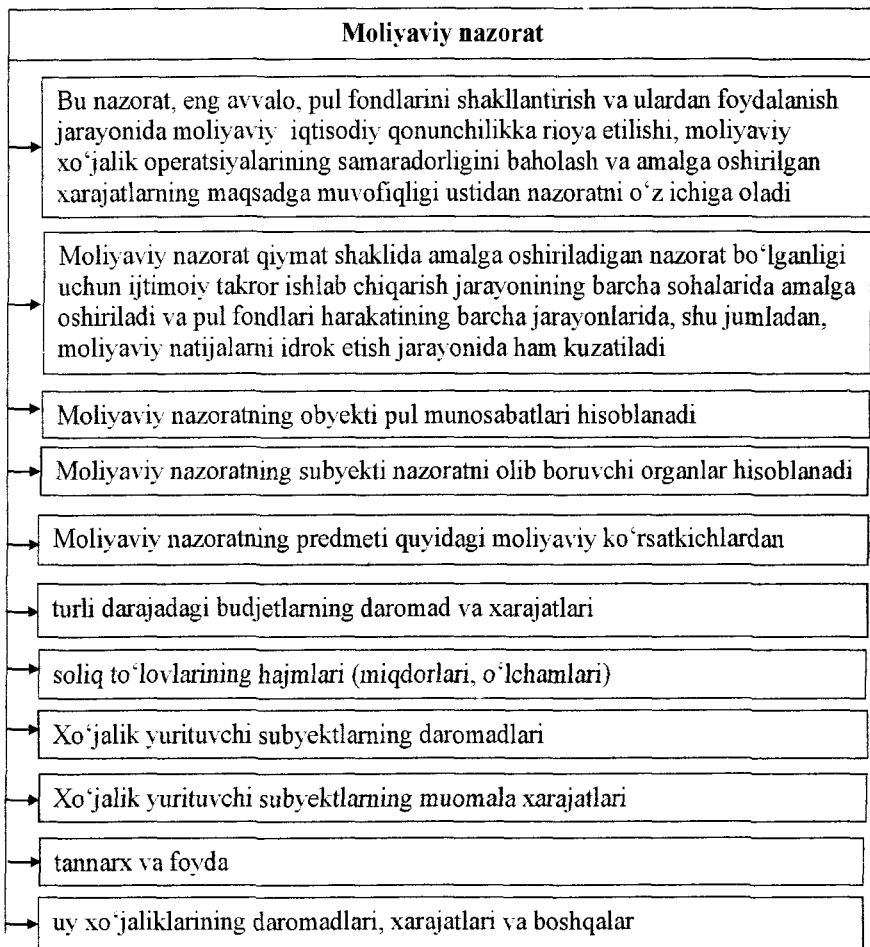 Moliyaviy nazorat
Bu nazorat, eng avvalo, pul fondlarini shakllantirish va ulardan foydalanish
jarayonida moliyaviy iqtisodiy qonunchilikka rioya etilishi, moliyaviy
xo‘jalik operatsiyalarining samaradorligini baholash va amalga oshirilgan
xarajatlarning maqsadga muvofiqligi ustidan nazoratni o‘z ichiga oladi
Moliyaviy nazorat qiymat shaklida amalga oshiriladigan nazorat bo‘lganligi
uchun ijtimoiy takror ishlab chiqarish jarayonining barcha sohalarida amalga
oshiriladi va pul fondlari harakatining barcha jarayonlarida, shu jumladan,
moliyaviy natijalarni idrok etish jarayonida ham kuzatiladi
Moliyaviy nazoratning obyekti pul munosabatlari hisoblanadi
Moliyaviy nazoratning subyekti nazoratni olib boruvchi organlar hisoblanadi
Moliyaviy nazoratning predmeti quyidagi moliyaviy ko‘rsatkichlardan
turli darajadagi budjetlarning daromad va xarajatlari
soliq to‘lovlarining hajmlari (miqdorlari, o‘lchamlari)
Xo‘jalik yurituvchi subyektlarning daromadlari
Xo‘jalik yurituvchi subyektlarning muomala xarajatlari
tannarx va foyda
uy xo‘jaliklarining daromadlari, xarajatlari va boshqalar